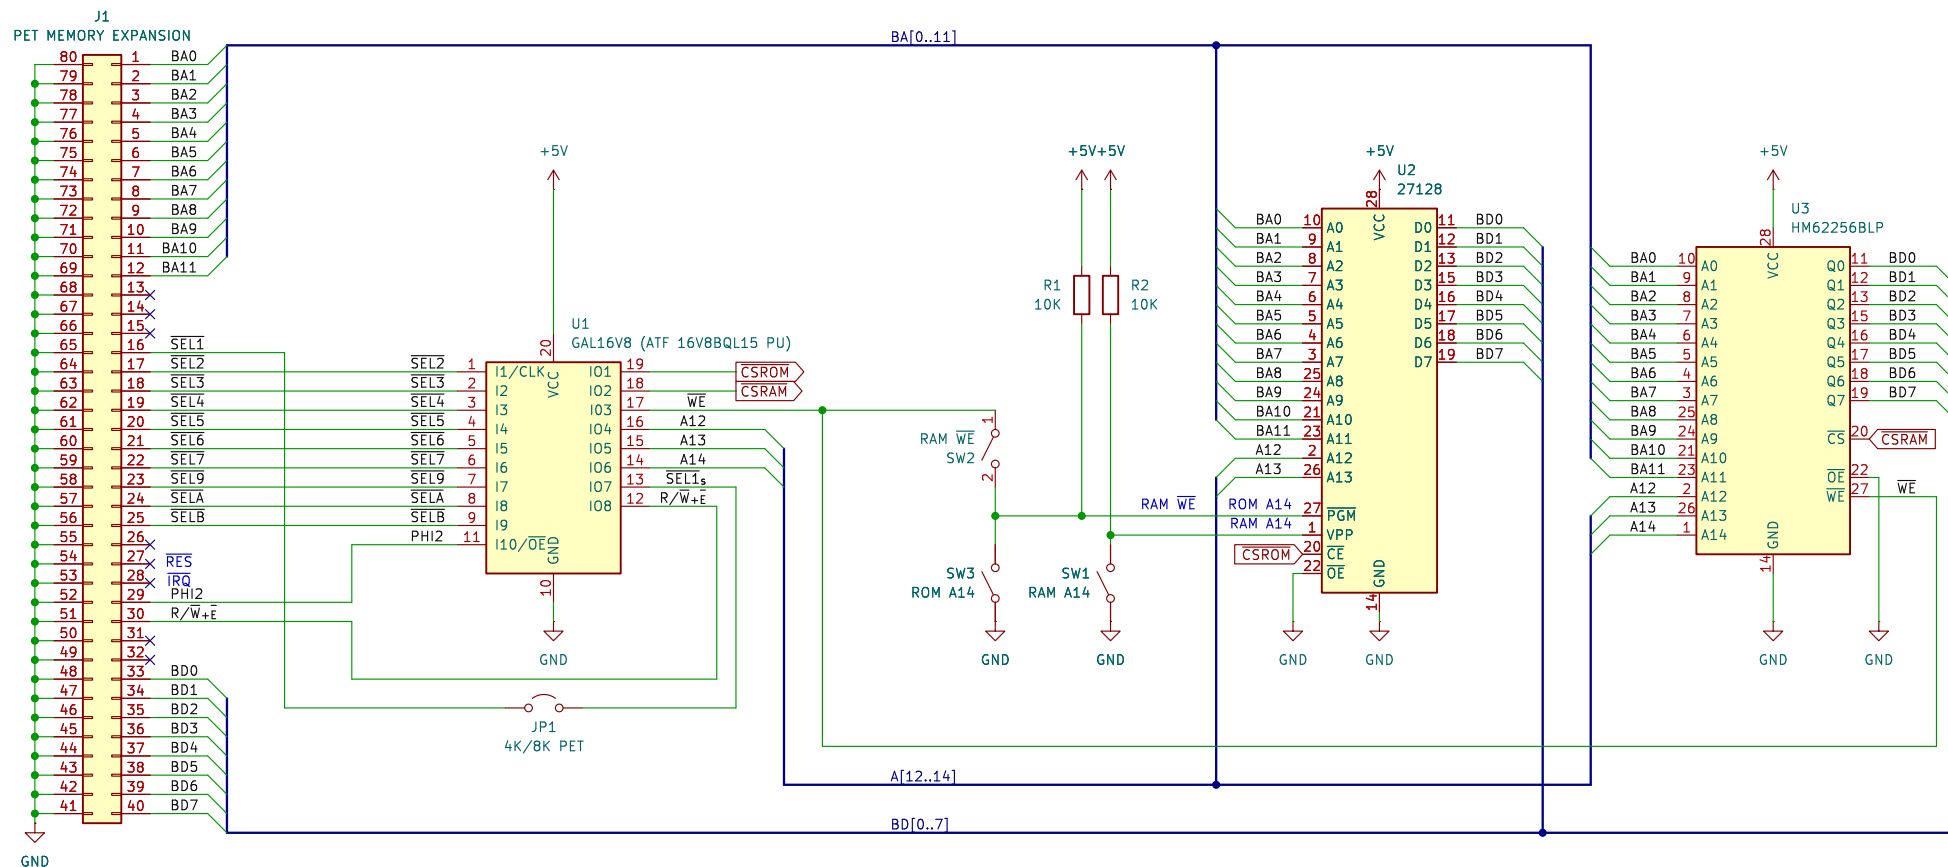 J1
PET MEMORY EXPANSION
80 1 BA0
79 2 BA1
78 3 BA2
77 4 BA3
76 5 BA4
75 6 BA5
74 7 BA6
73 8 BA7
72 9 BA8
71 10 BA9
70 11 BA10
69 12 BA11
68 13
67 14
66 15
65 16 SEL1
64 17 SEL2
63 18 SEL3
62 19 SEL4
61 20 SEL5
60 21 SEL6
59 22 SEL7
58 23 SEL9
57 24 SELA
56 25 SELB
55 26
54 27 RES
53 28 IRQ
52 29 PHI2
51 30 R/W+E
50 31
49 32
48 33 BD0
47 34 BD1
46 35 BD2
45 36 BD3
44 37 BD4
43 38 BD5
42 39 BD6
41 40 BD7
GND
BA[0..11]
+5V
U1
GAL16V8 (ATF 16V8BQL15 PU)
20
VCC
SEL2 1 I1/CLK IO1 19 CSROM
SEL3 2 I2 IO2 18 CSRAM
SEL4 3 I3 IO3 17 WE
SEL5 4 I4 IO4 16 A12
SEL6 5 I5 IO5 15 A13
SEL7 6 I6 IO6 14 A14
SEL9 7 I7 IO7 13 SEL1s
SELA 8 I8 IO8 12 R/W+E
SELB 9 I9
PHI2 11 I10/OE
GND
10
GND
JP1
4K/8K PET
+5V +5V
R1
10K
R2
10K
1
RAM WE
SW2
2
SW3
ROM A14
GND
SW1
RAM A14
GND
RAM WE ROM A14
RAM A14
+5V
U2
27128
28
VCC
BA0 10 A0 D0 11 BD0
BA1 9 A1 D1 12 BD1
BA2 8 A2 D2 13 BD2
BA3 7 A3 D3 15 BD3
BA4 6 A4 D4 16 BD4
BA5 5 A5 D5 17 BD5
BA6 4 A6 D6 18 BD6
BA7 3 A7 D7 19 BD7
BA8 25 A8
BA9 24 A9
BA10 21 A10
BA11 23 A11
A12 2 A12
A13 26 A13
27 PGM
1 VPP
CSROM 20 CE
22 OE
GND
14
GND
GND
+5V
U3
HM62256BLP
28
VCC
BA0 10 A0 Q0 11 BD0
BA1 9 A1 Q1 12 BD1
BA2 8 A2 Q2 13 BD2
BA3 7 A3 Q3 15 BD3
BA4 6 A4 Q4 16 BD4
BA5 5 A5 Q5 17 BD5
BA6 4 A6 Q6 18 BD6
BA7 3 A7 Q7 19 BD7
BA8 25 A8
BA9 24 A9 CS 20 CSRAM
BA10 21 A10
BA11 23 A11 OE 22
A12 2 A12 WE 27 WE
A13 26 A13
A14 1 A14
GND
14
GND
GND
A[12..14]
BD[0..7]